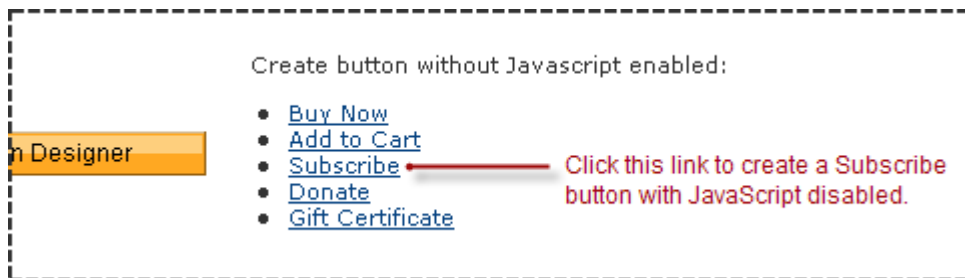 Create button without Javascript enabled:
Buy Now
Add to Cart
n Designer
Subscribe
Click this link to create a Subscribe
button with JavaScript disabled.
Donate
Gift Certificate